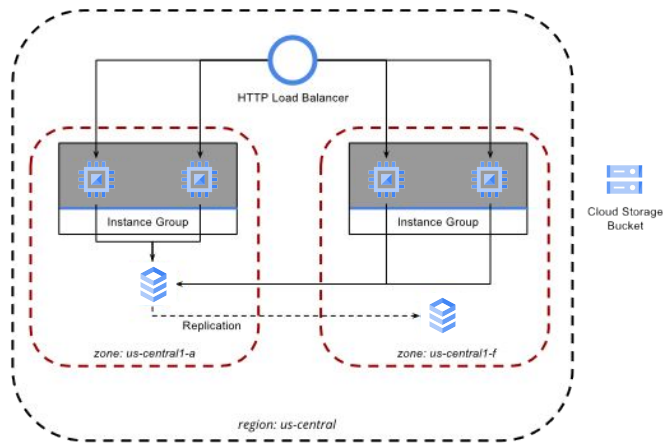 HTTP Load Balancer
Instance Group
Instance Group
Cloud Storage
Bucket
Replication
zone: us-central1-a
zone: us-central1-f
region: us-central